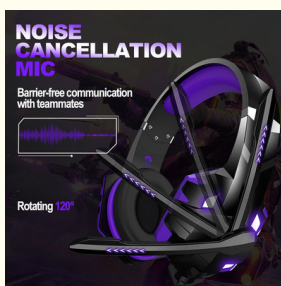 NOISE
CANCELLATION
MIC
Barrier-free communication
with teammates
Rotating 120°